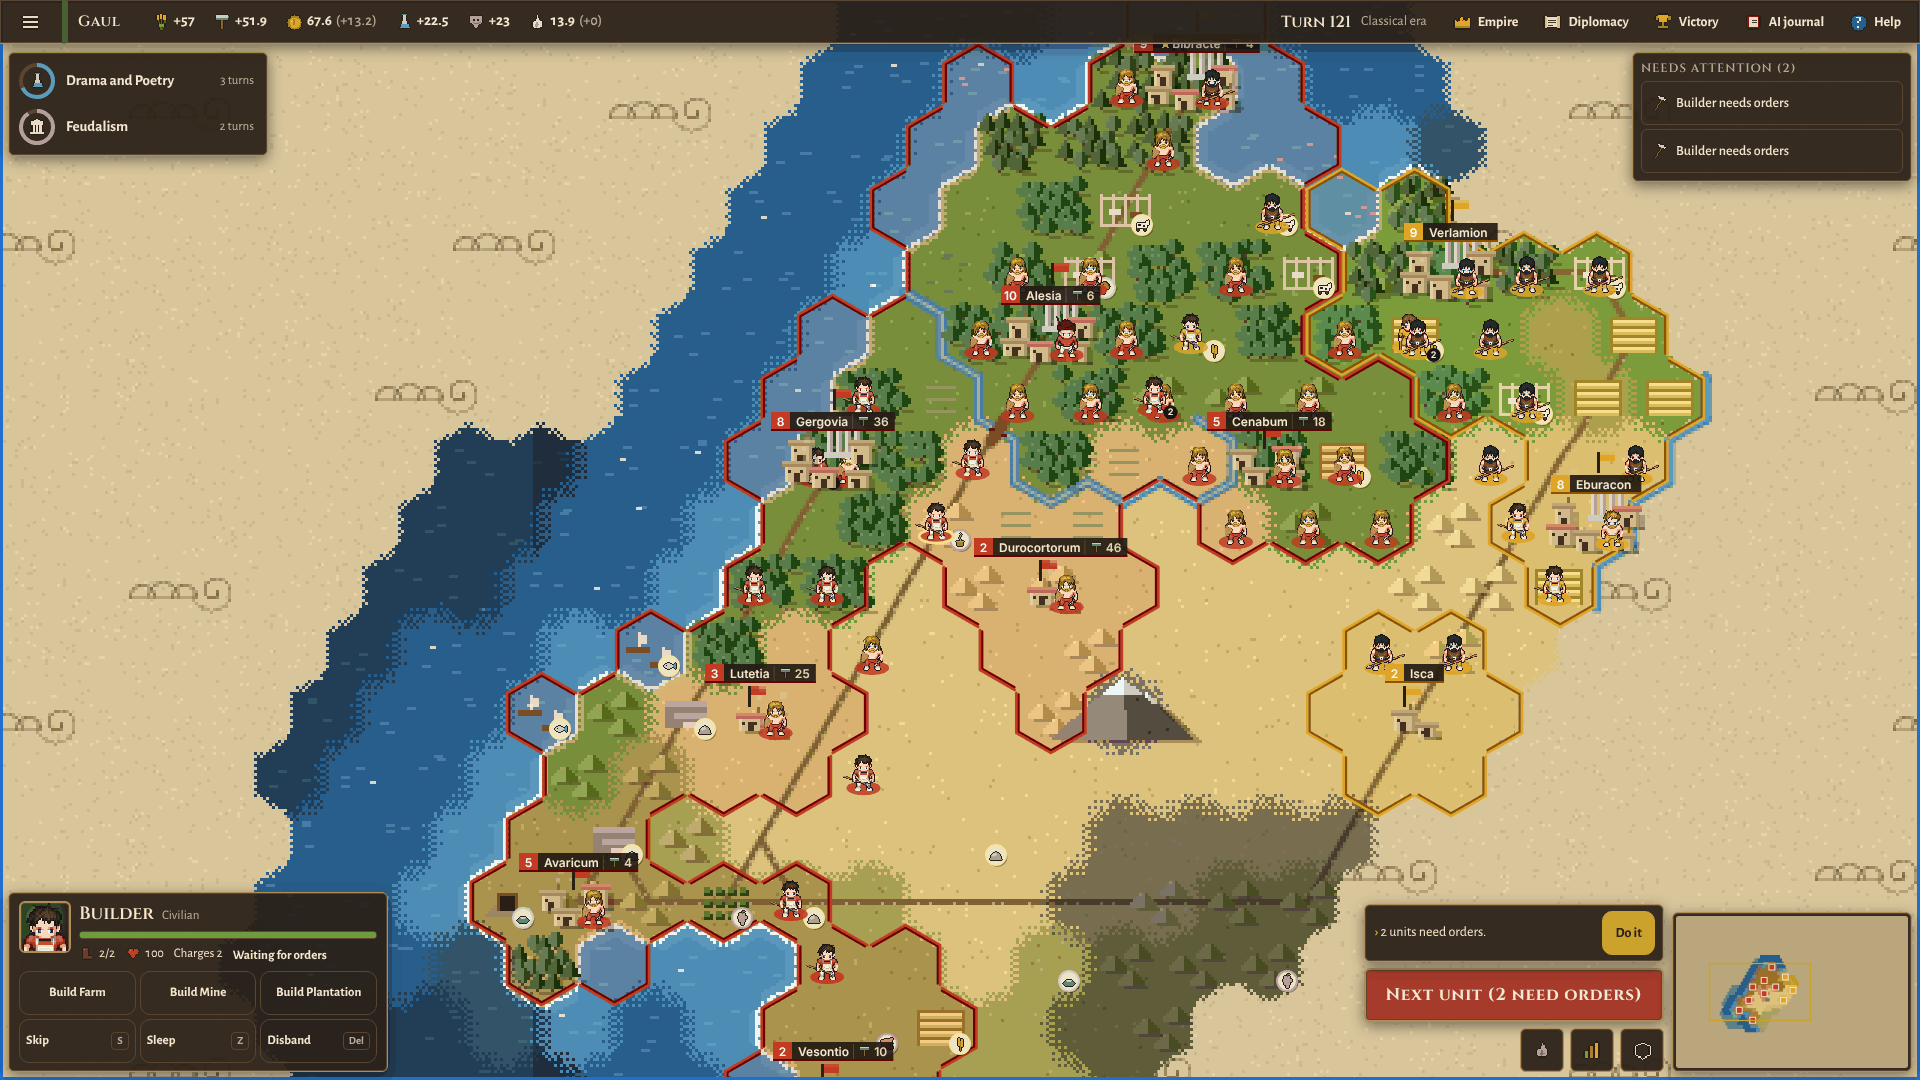 GAUL
+57
+51.9
67.6 (+13.2)
+22.5
+23
13.9 (+0)
TURN 121
Classical era
Empire
Diplomacy
Victory
AI journal
Help
Drama and Poetry
3 turns
Feudalism
2 turns
NEEDS ATTENTION (2)
Builder needs orders
Builder needs orders
Bibracte 4
9 Verlamion
10 Alesia 6
8 Gergovia 36
5 Cenabum 18
8 Eburacon
2 Durocortorum 46
3 Lutetia 25
2 Isca
5 Avaricum 4
2 Vesontio 10
2
2
BUILDER Civilian
2/2
100
Charges 2
Waiting for orders
Build Farm
Build Mine
Build Plantation
Skip S
Sleep Z
Disband Del
›2 units need orders.
Do it
NEXT UNIT (2 NEED ORDERS)